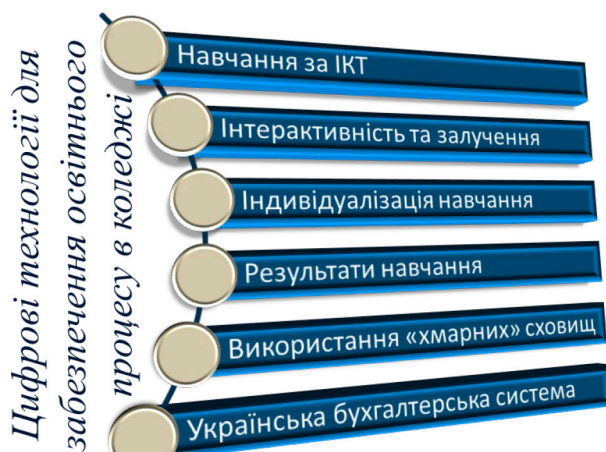 Цифрові технології для
забезпечення освітнього
процесу в коледжі
Навчання за ІКТ
Інтерактивність та залучення
Індивідуалізація навчання
Результати навчання
Використання «хмарних» сховищ
Українська бухгалтерська система